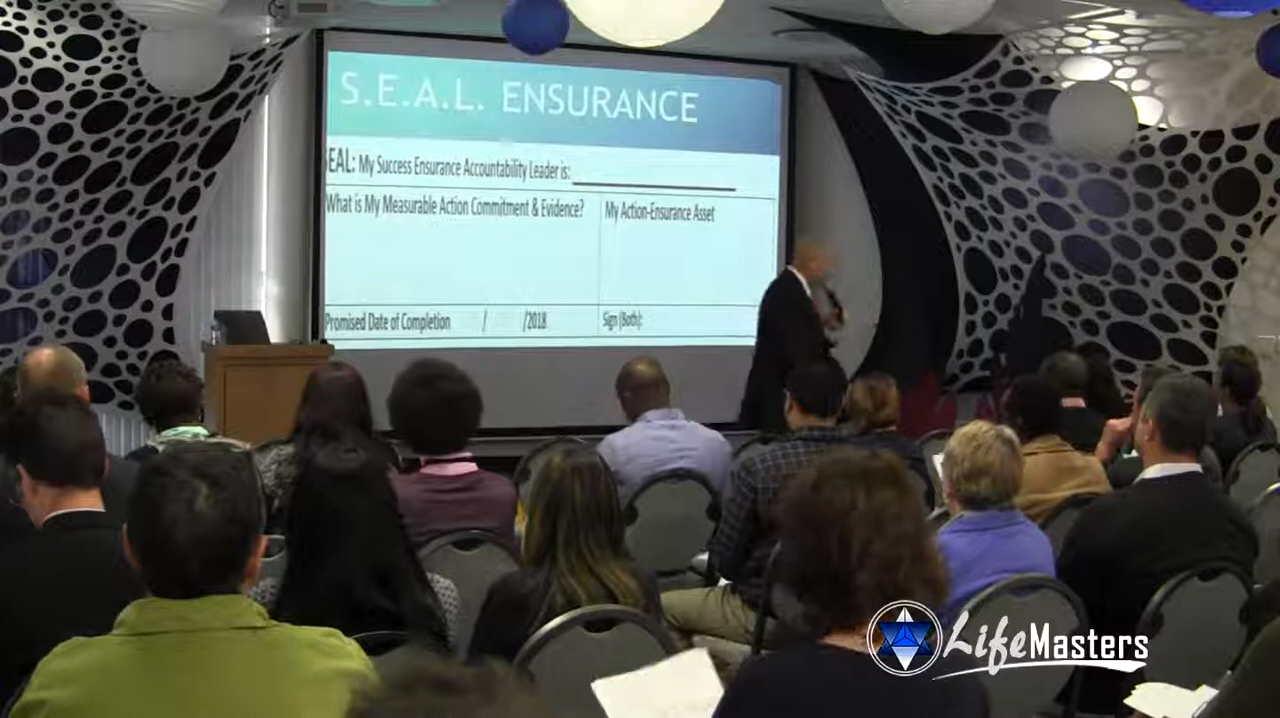 S.E.A.L. ENSURANCE
EAL: My Success Ensurance Accountability Leader is:
What is My Measurable Action Commitment & Evidence?
My Action-Ensurance Asset
Promised Date of Completion / /2018
Sign (Both):
LifeMasters